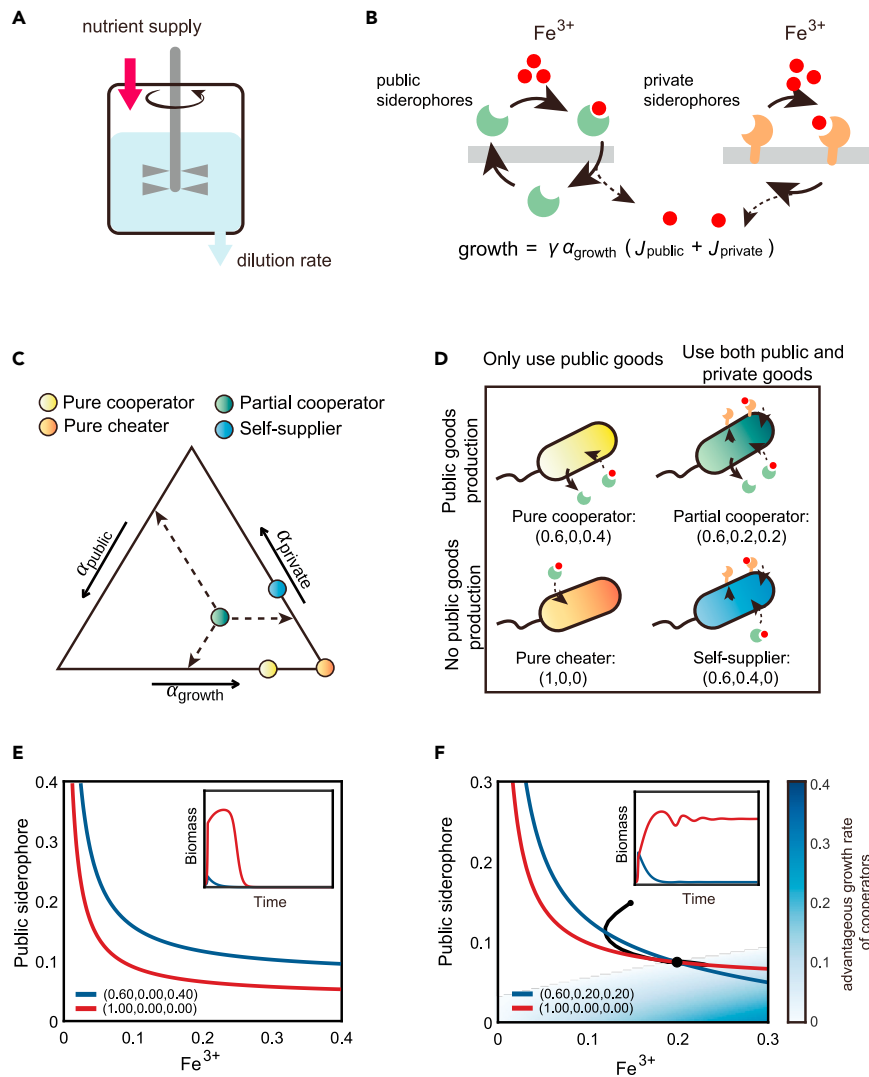 A
nutrient supply
dilution rate
B
Fe3+
Fe3+
public
siderophores
private
siderophores
growth = γ αgrowth ( Jpublic + Jprivate )
C
Pure cooperator
Partial cooperator
Pure cheater
Self-supplier
αpublic
αprivate
αgrowth
D
Only use public goods
Use both public and
private goods
Public goods
production
Pure cooperator:
(0.6,0,0.4)
Partial cooperator:
(0.6,0.2,0.2)
No public goods
production
Pure cheater:
(1,0,0)
Self-supplier:
(0.6,0.4,0)
E
Public siderophore
0.4
0.3
0.2
0.1
0
Biomass
Time
(0.60,0.00,0.40)
(1.00,0.00,0.00)
0
0.1
0.2
0.3
0.4
Fe3+
F
Public siderophore
0.3
0.2
0.1
0
Biomass
Time
(0.60,0.20,0.20)
(1.00,0.00,0.00)
0
0.1
0.2
0.3
Fe3+
0.4
0.3
0.2
0.1
0
advantageous growth rate
of cooperators